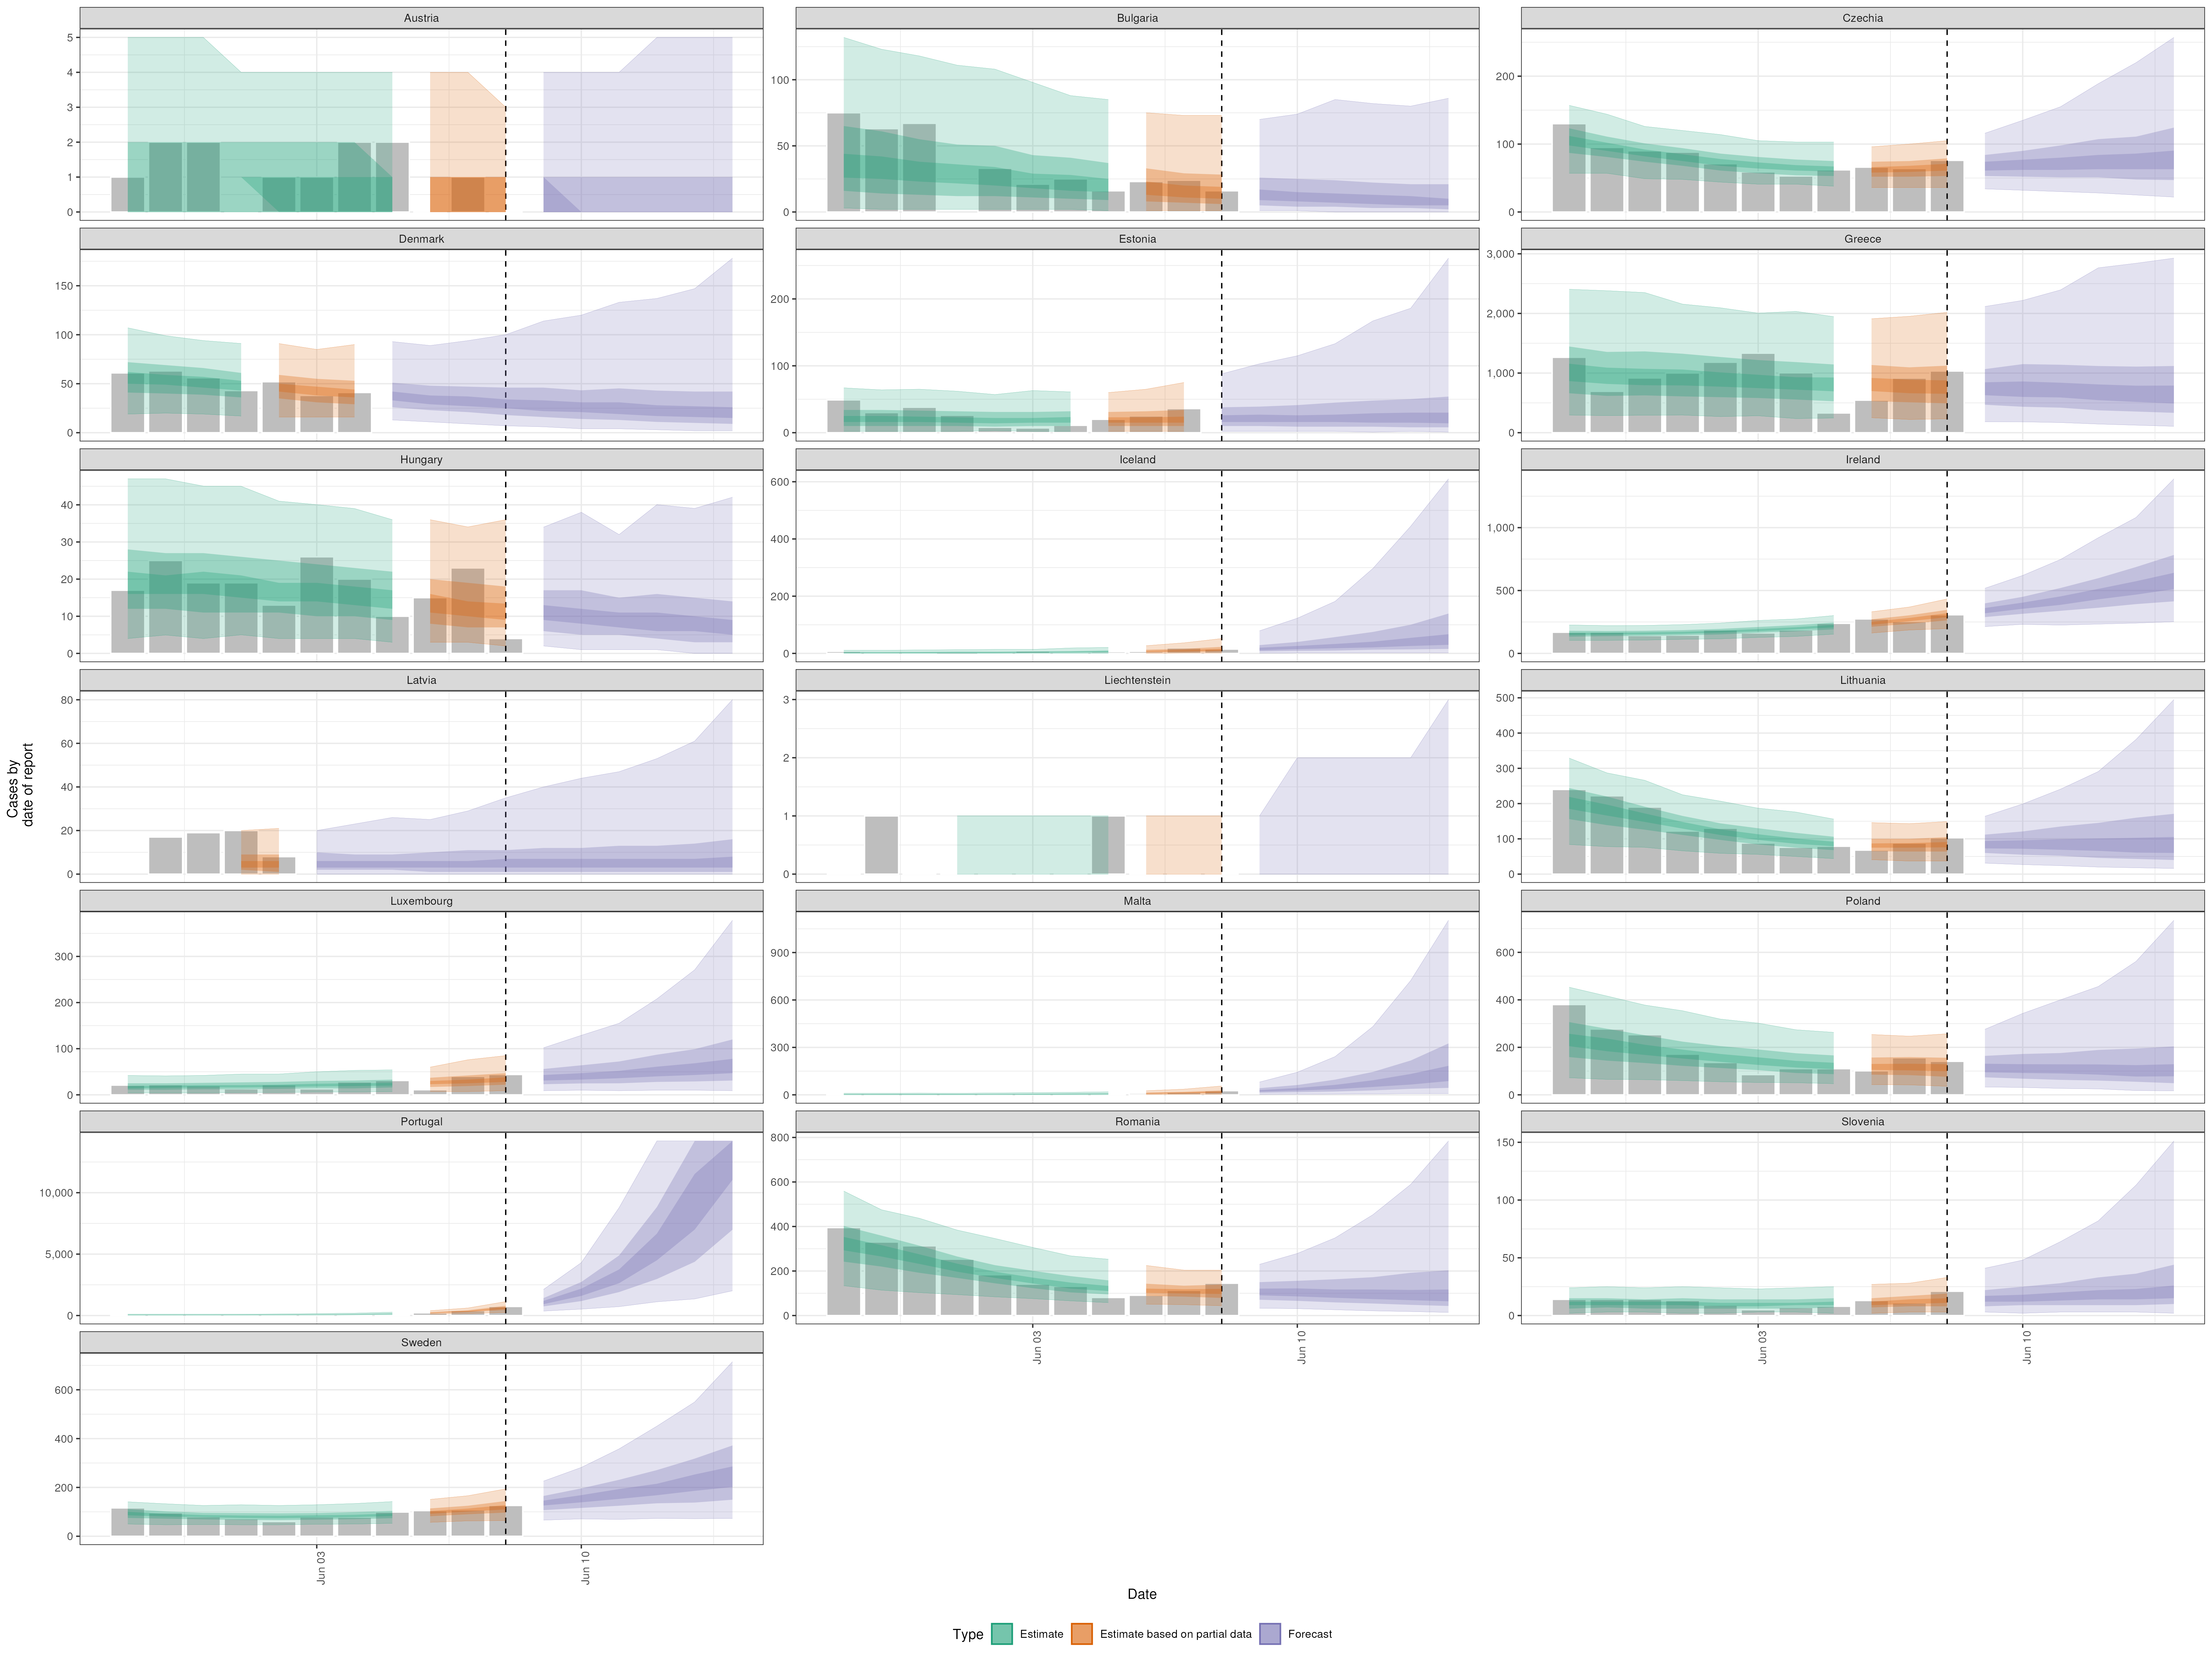 Austria
Bulgaria
Czechia
5
4
3
2
1
0
100
50
0
200
100
0
Denmark
Estonia
Greece
150
100
50
0
200
100
0
3,000
2,000
1,000
0
Hungary
Iceland
Ireland
40
30
20
10
0
600
400
200
0
1,000
500
0
Latvia
Liechtenstein
Lithuania
80
60
40
20
0
3
2
1
0
500
400
300
200
100
0
Cases by
date of report
Luxembourg
Malta
Poland
300
200
100
0
900
600
300
0
600
400
200
0
Portugal
Romania
Slovenia
10,000
5,000
0
800
600
400
200
0
150
100
50
0
Jun 03
Jun 10
Jun 03
Jun 10
Sweden
600
400
200
0
Jun 03
Jun 10
Date
Type Estimate Estimate based on partial data Forecast